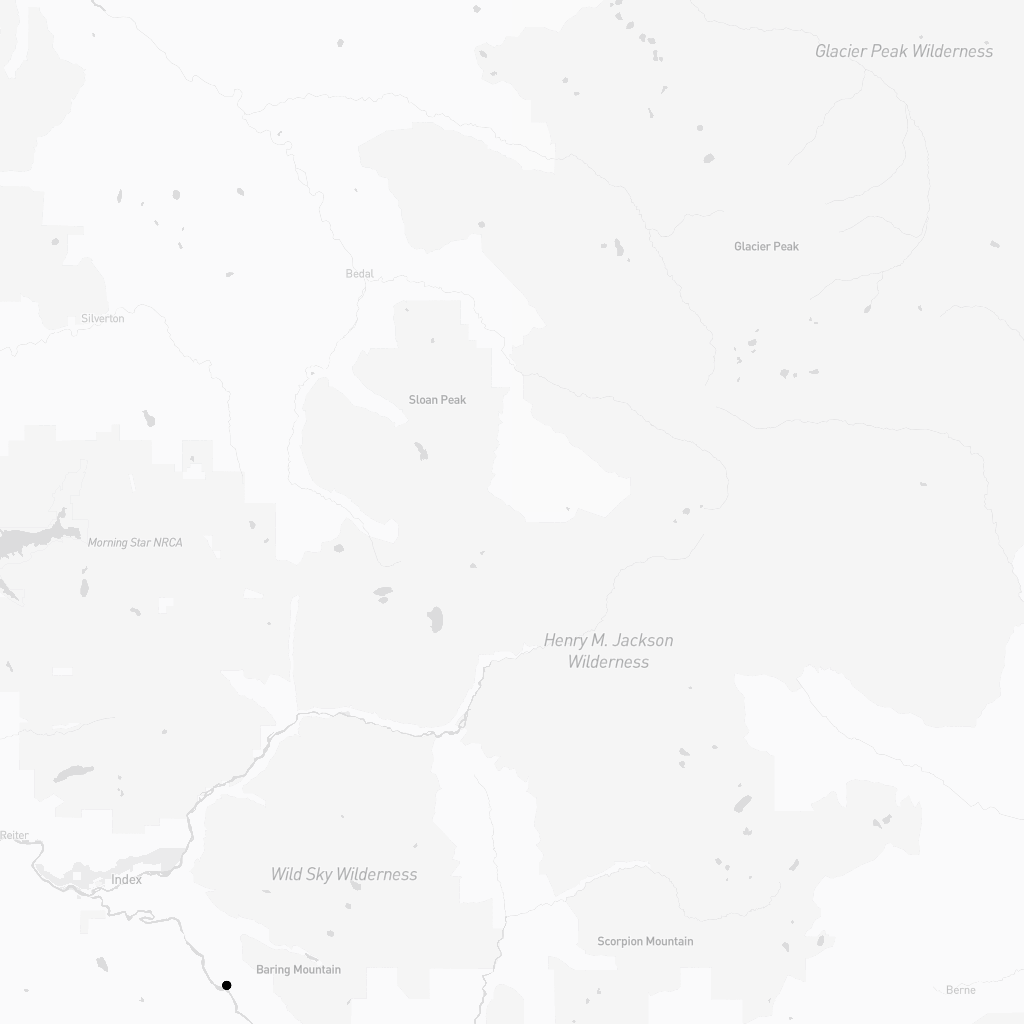 Glacier Peak Wilderness
Glacier Peak
Bedal
Silverton
Sloan Peak
Morning Star NRCA
Henry M. Jackson
Wilderness
Reiter
Index
Wild Sky Wilderness
Scorpion Mountain
Baring Mountain
Berne